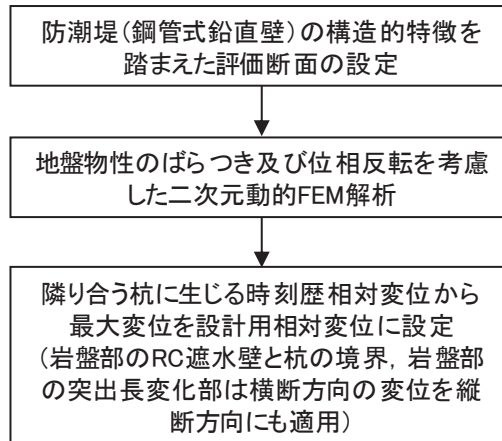 防潮堤（鋼管式鉛直壁）の構造的特徴を
踏まえた評価断面の設定
地盤物性のばらつき及び位相反転を考慮
した二次元動的FEM解析
隣り合う杭に生じる時刻歴相対変位から
最大変位を設計用相対変位に設定
（岩盤部のRC遮水壁と杭の境界，岩盤部
の突出長変化部は横断方向の変位を縦
断方向にも適用）